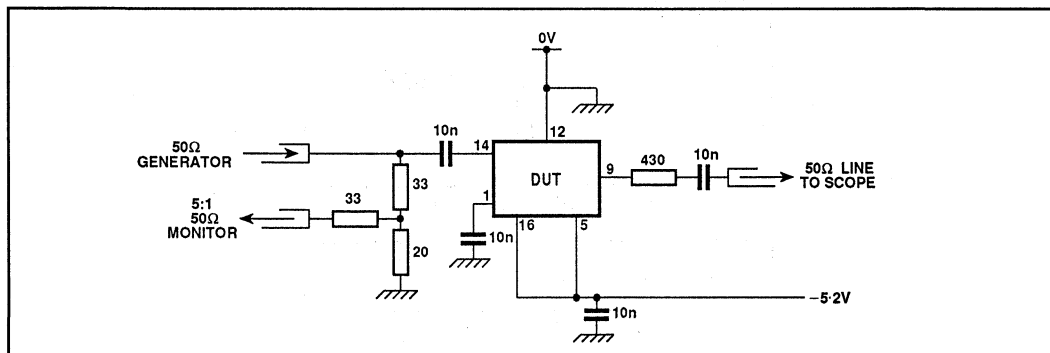 0V
12
10n
14
50Ω
GENERATOR
33
DUT
9
430
10n
50Ω LINE
TO SCOPE
5:1
50Ω
MONITOR
33
1
10n
16
5
20
10n
−5·2V